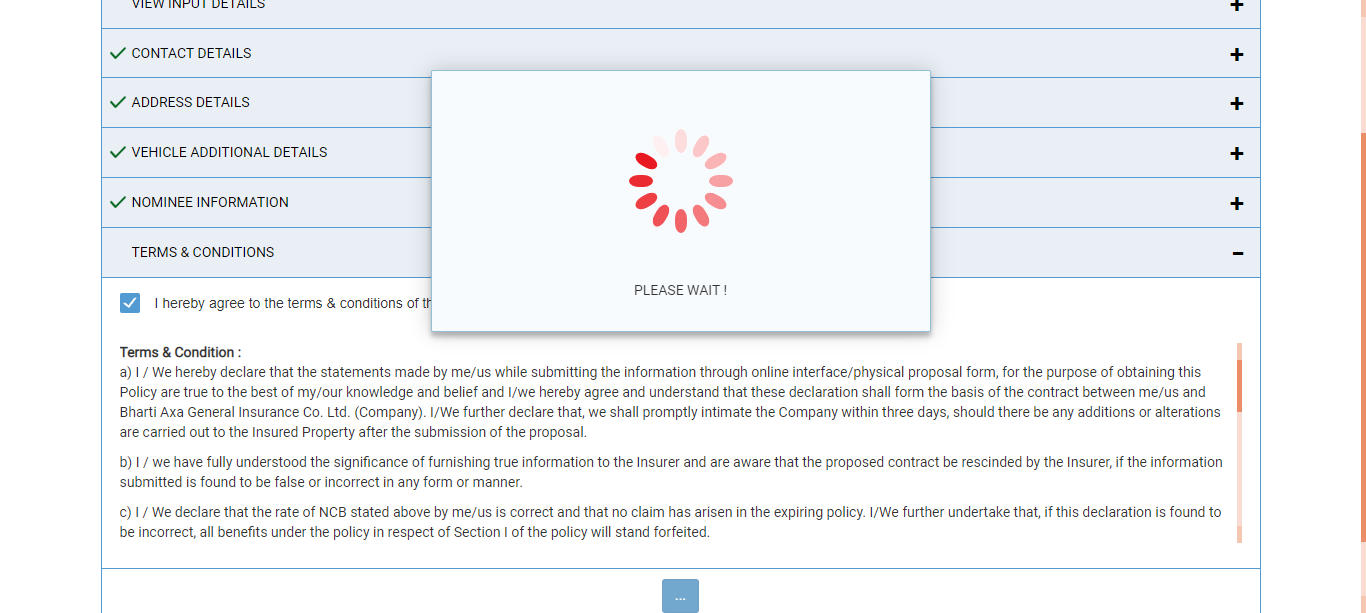 VIEW INPUT DETAILS
CONTACT DETAILS
ADDRESS DETAILS
VEHICLE ADDITIONAL DETAILS
NOMINEE INFORMATION
TERMS & CONDITIONS
PLEASE WAIT !
I hereby agree to the terms & conditions of
Terms & Condition :
a) I / We hereby declare that the statements made by me/us while submitting the information through online interface/physical proposal form, for the purpose of obtaining this
Policy are true to the best of my/our knowledge and belief and I/we hereby agree and understand that these declaration shall form the basis of the contract between me/us and
Bharti Axa General Insurance Co. Ltd. (Company). I/We further declare that, we shall promptly intimate the Company within three days, should there be any additions or alterations
are carried out to the Insured Property after the submission of the proposal.
b) I / we have fully understood the significance of furnishing true information to the Insurer and are aware that the proposed contract be rescinded by the Insurer, if the information
submitted is found to be false or incorrect in any form or manner.
c) I / We declare that the rate of NCB stated above by me/us is correct and that no claim has arisen in the expiring policy. I/We further undertake that, if this declaration is found to
be incorrect, all benefits under the policy in respect of Section I of the policy will stand forfeited.
...